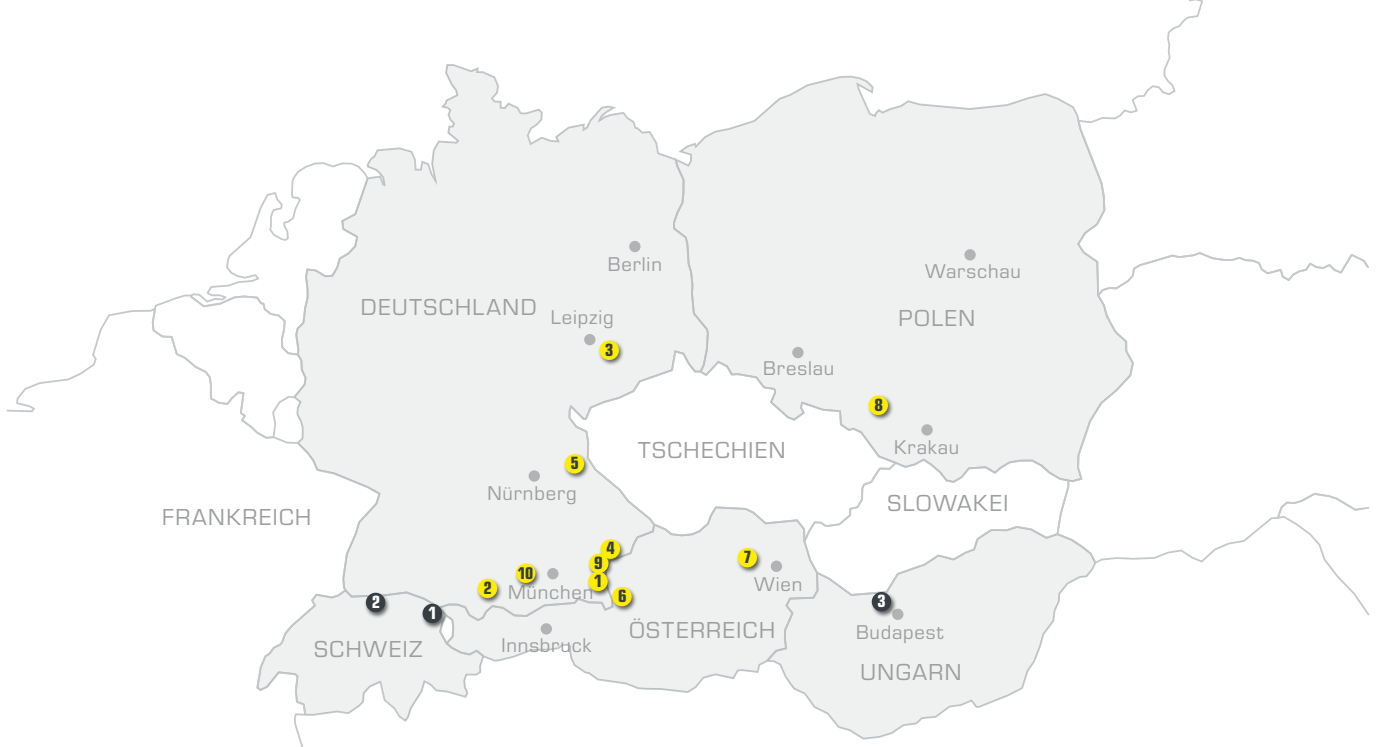 Berlin
Warschau
DEUTSCHLAND
Leipzig
POLEN
3
Breslau
8
Krakau
TSCHECHIEN
5
Nürnberg
SLOWAKEI
FRANKREICH
4
9
7
10
1
2
München
Wien
6
2
1
3
ÖSTERREICH
Budapest
SCHWEIZ
Innsbruck
UNGARN